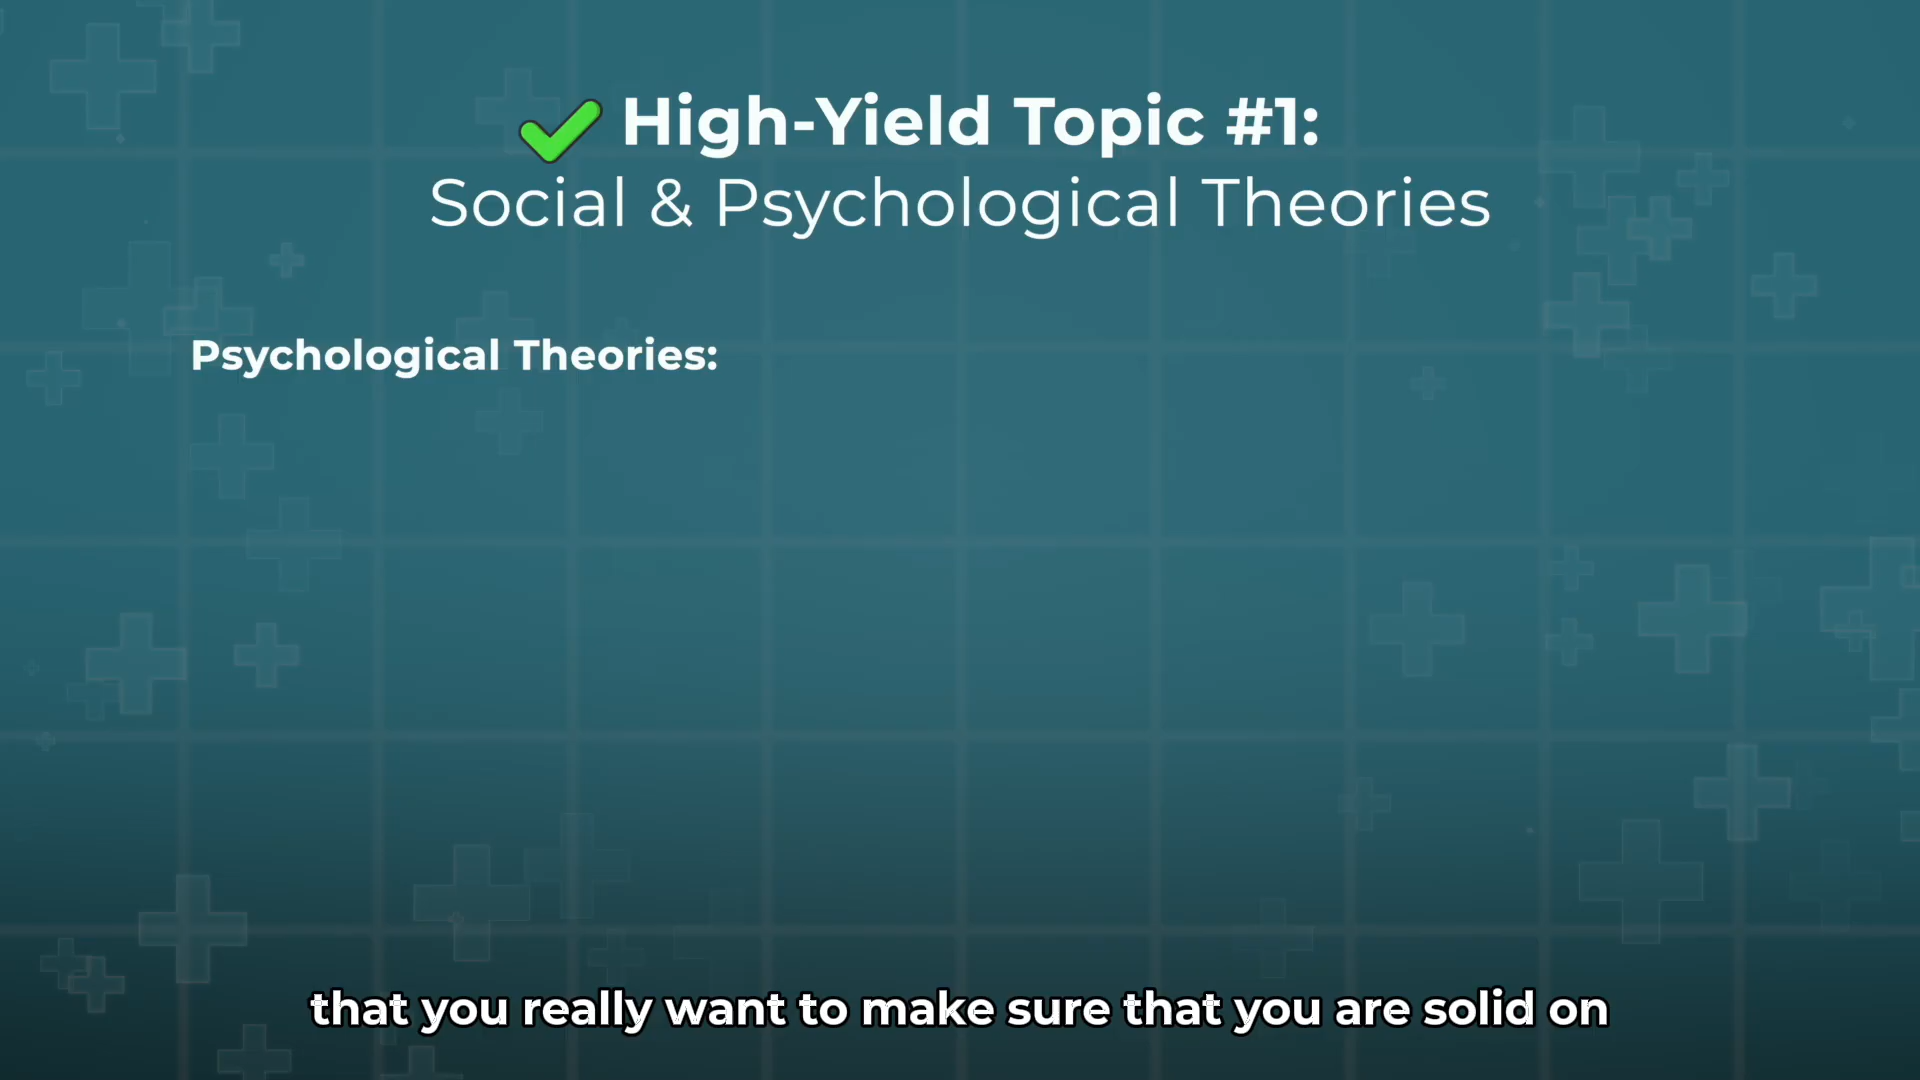 High-Yield Topic #1:
Social & Psychological Theories
Psychological Theories:
that you really want to make sure that you are solid on